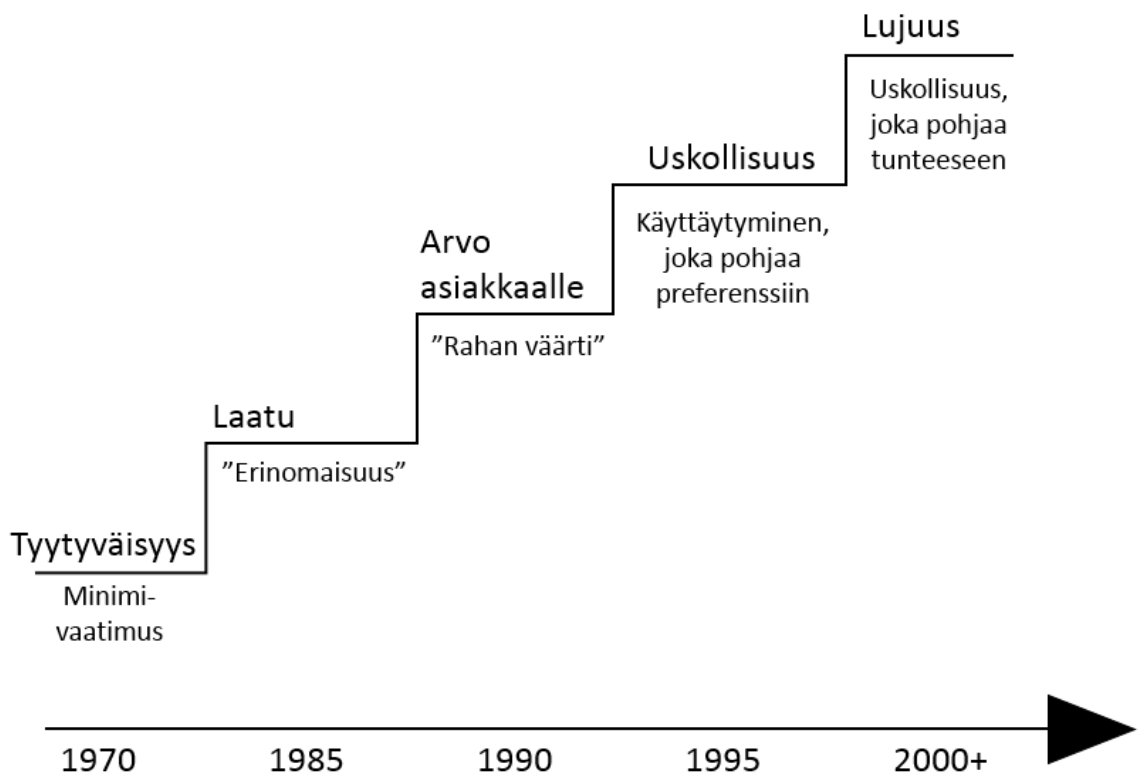 Lujuus
Uskollisuus,
joka pohjaa
tunteeseen
Uskollisuus
Käyttäytyminen,
joka pohjaa
preferenssiin
Arvo
asiakkaalle
”Rahan väärti”
Laatu
”Erinomaisuus”
Tyytyväisyys
Minimi-
vaatimus
1970 1985 1990 1995 2000+